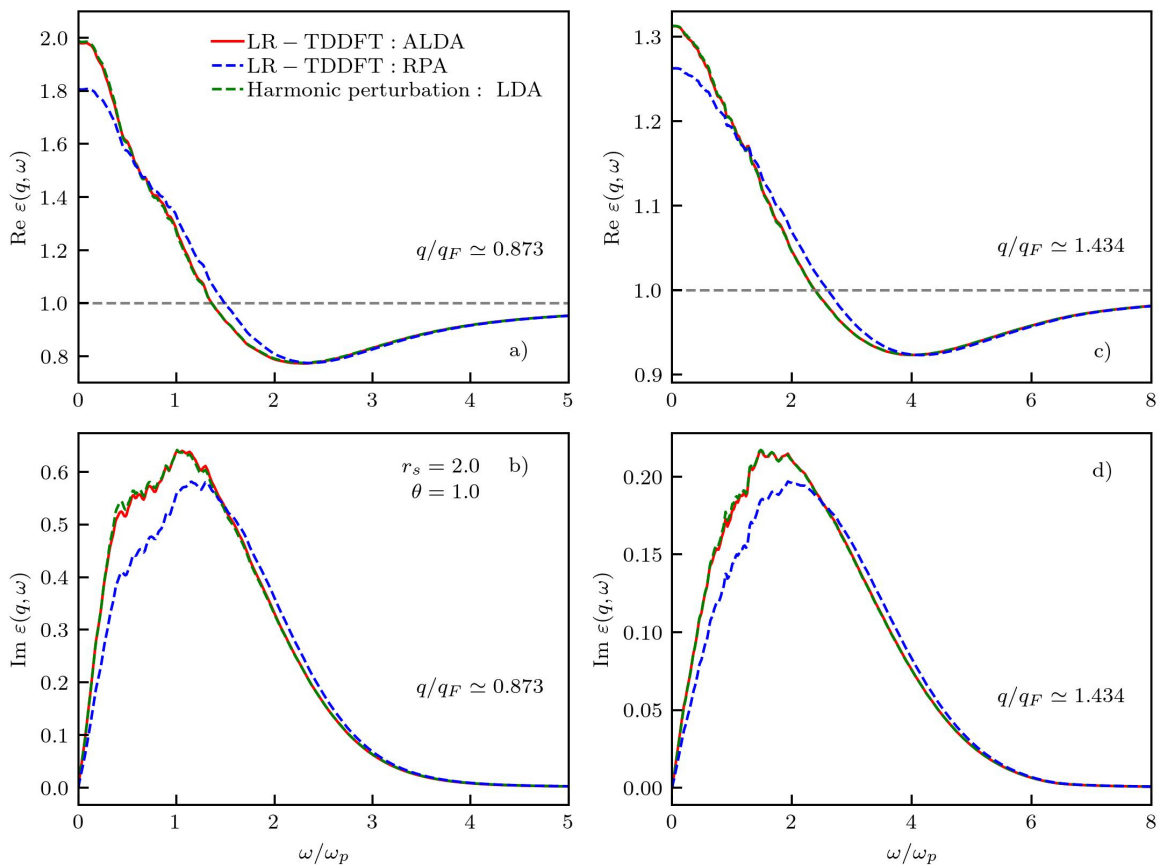 2.0
1.8
1.6
1.4
1.2
1.0
0.8
Re ε(q, ω)
LR − TDDFT : ALDA
LR − TDDFT : RPA
Harmonic perturbation : LDA
q/q_F ≃ 0.873
a)
0 1 2 3 4 5
1.3
1.2
1.1
1.0
0.9
Re ε(q, ω)
q/q_F ≃ 1.434
c)
0 2 4 6 8
0.6
0.5
0.4
0.3
0.2
0.1
0.0
Im ε(q, ω)
r_s = 2.0
θ = 1.0
b)
q/q_F ≃ 0.873
0 1 2 3 4 5
ω/ω_p
0.20
0.15
0.10
0.05
0.00
Im ε(q, ω)
d)
q/q_F ≃ 1.434
0 2 4 6 8
ω/ω_p